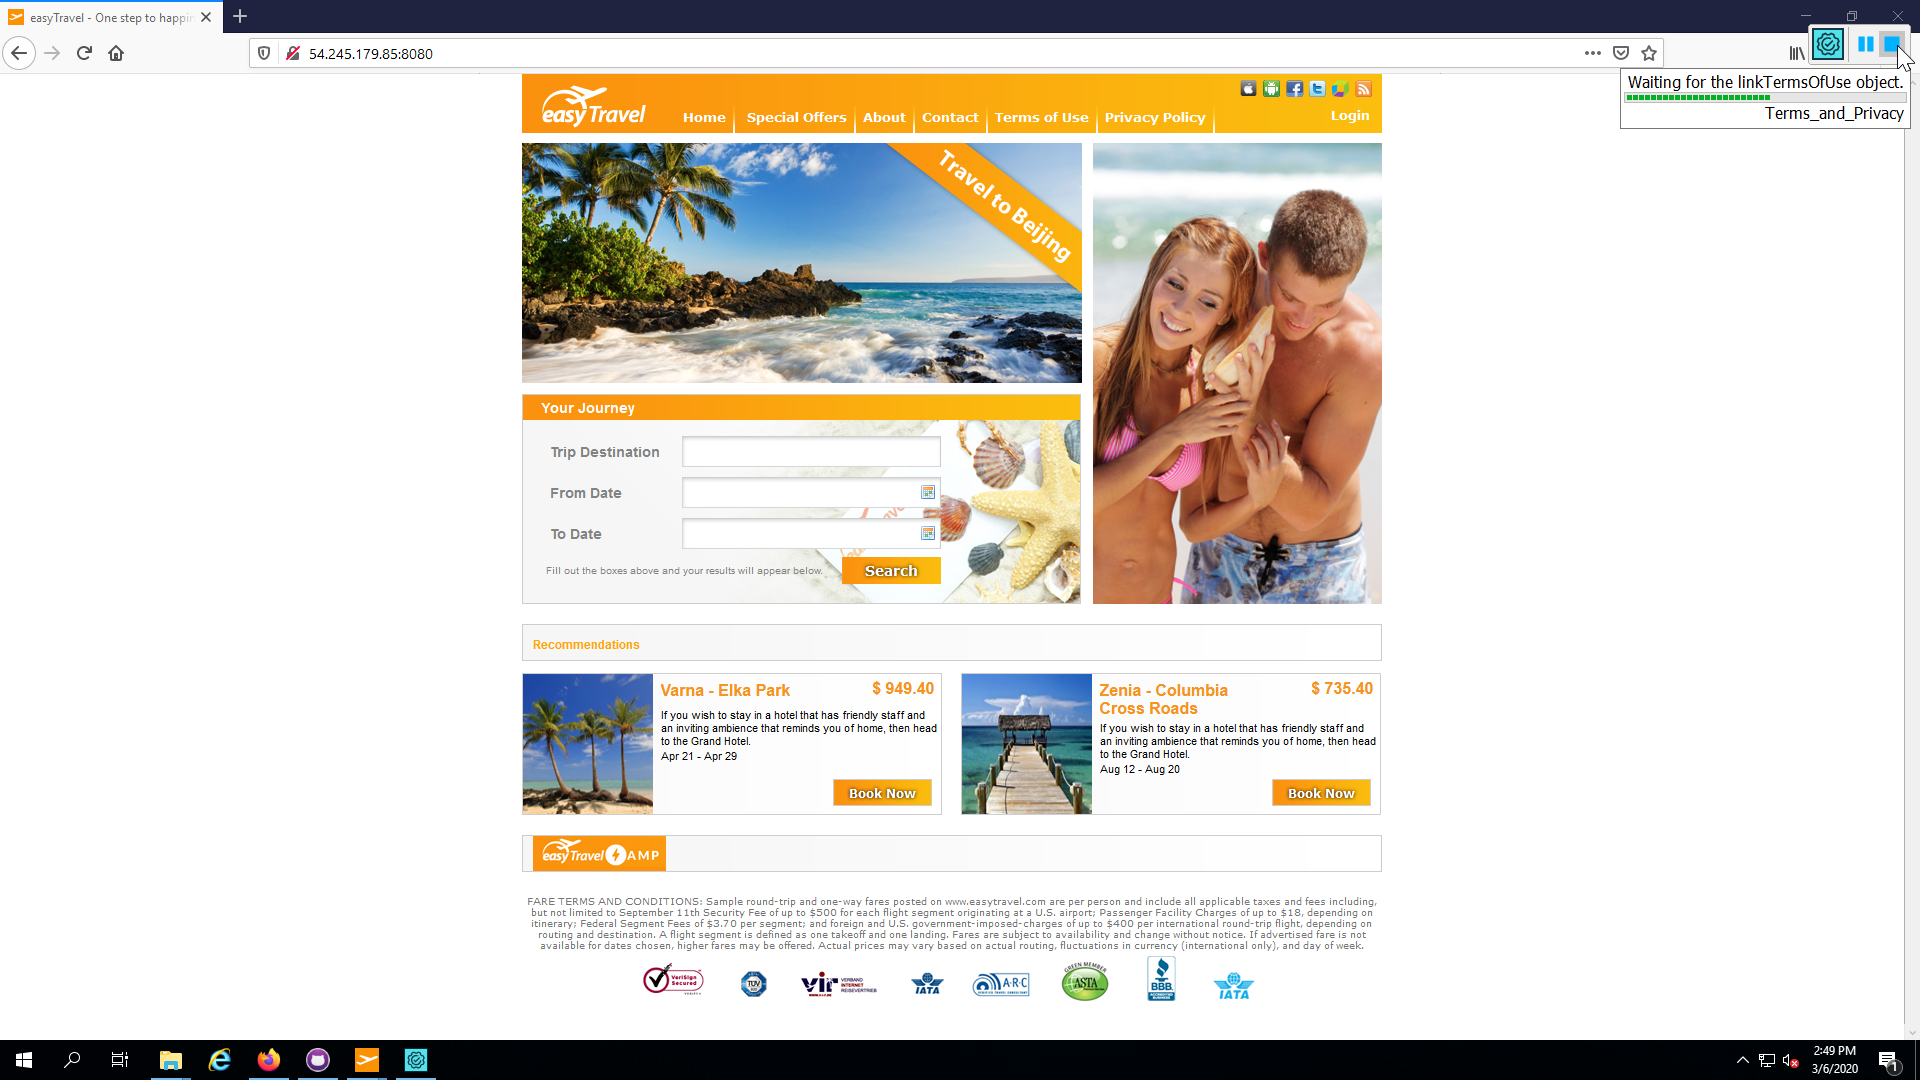 easyTravel - One step to happin
54.245.179.85:8080
Waiting for the linkTermsOfUse object.
Terms_and_Privacy
easyTravel
Home
Special Offers
About
Contact
Terms of Use
Privacy Policy
Login
Travel to Beijing
Your Journey
Trip Destination
From Date
To Date
Fill out the boxes above and your results will appear below.
Search
Recommendations
Varna - Elka Park
$ 949.40
If you wish to stay in a hotel that has friendly staff and
an inviting ambience that reminds you of home, then head
to the Grand Hotel.
Apr 21 - Apr 29
Book Now
Zenia - Columbia
Cross Roads
$ 735.40
If you wish to stay in a hotel that has friendly staff and
an inviting ambience that reminds you of home, then head
to the Grand Hotel.
Aug 12 - Aug 20
Book Now
easyTravel AMP
FARE TERMS AND CONDITIONS: Sample round-trip and one-way fares posted on www.easytravel.com are per person and include all applicable taxes and fees including,
but not limited to September 11th Security Fee of up to $500 for each flight segment originating at a U.S. airport; Passenger Facility Charges of up to $18, depending on
itinerary; Federal Segment Fees of $3.70 per segment; and foreign and U.S. government-imposed-charges of up to $400 per international round-trip flight, depending on
routing and destination. A flight segment is defined as one takeoff and one landing. Fares are subject to availability and change without notice. If advertised fare is not
available for dates chosen, higher fares may be offered. Actual prices may vary based on actual routing, fluctuations in currency (international only), and day of week.
VeriSign
Secured
TÜV
vir
VERBAND
INTERNET
REISEVERTRIEB
IATA
A·R·C
GREEN MEMBER
ASTA
BBB
ACCREDITED
BUSINESS
IATA
2:49 PM
3/6/2020
1